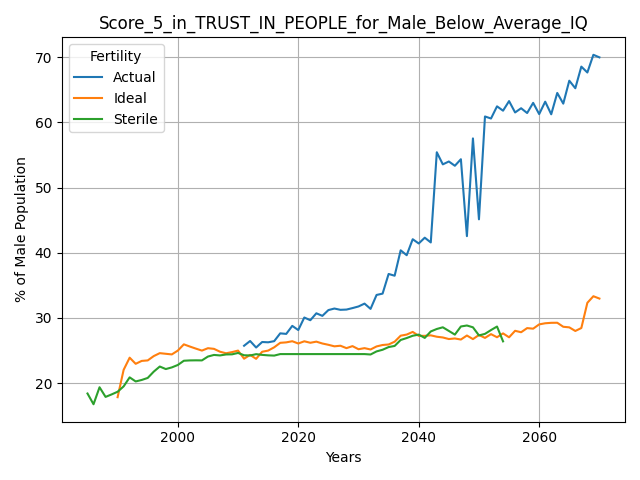 Score_5_in_TRUST_IN_PEOPLE_for_Male_Below_Average_IQ
Fertility
Actual
Ideal
Sterile
% of Male Population
70
60
50
40
30
20
2000
2020
2040
2060
Years